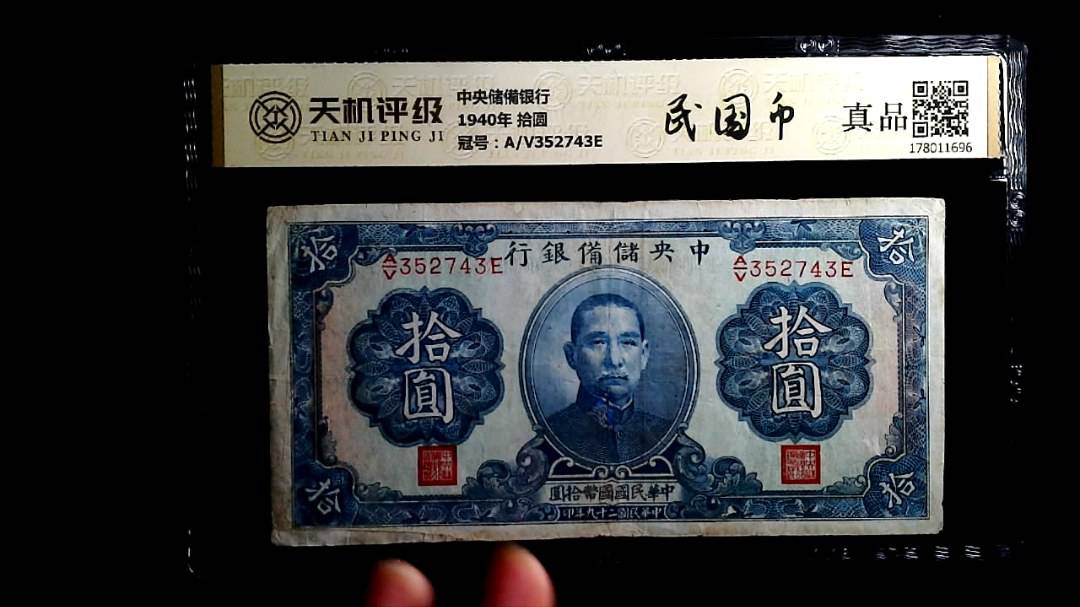 天机评级
TIAN JI PING JI
中央储備银行
1940年 拾圆
冠号：A/V352743E
民国币
真品
178011696
行銀備儲央中
A/V352743E
A/V352743E
拾
拾
拾圓
拾圓
圓拾幣國國民華中
印年九十二國民華中
拾
拾